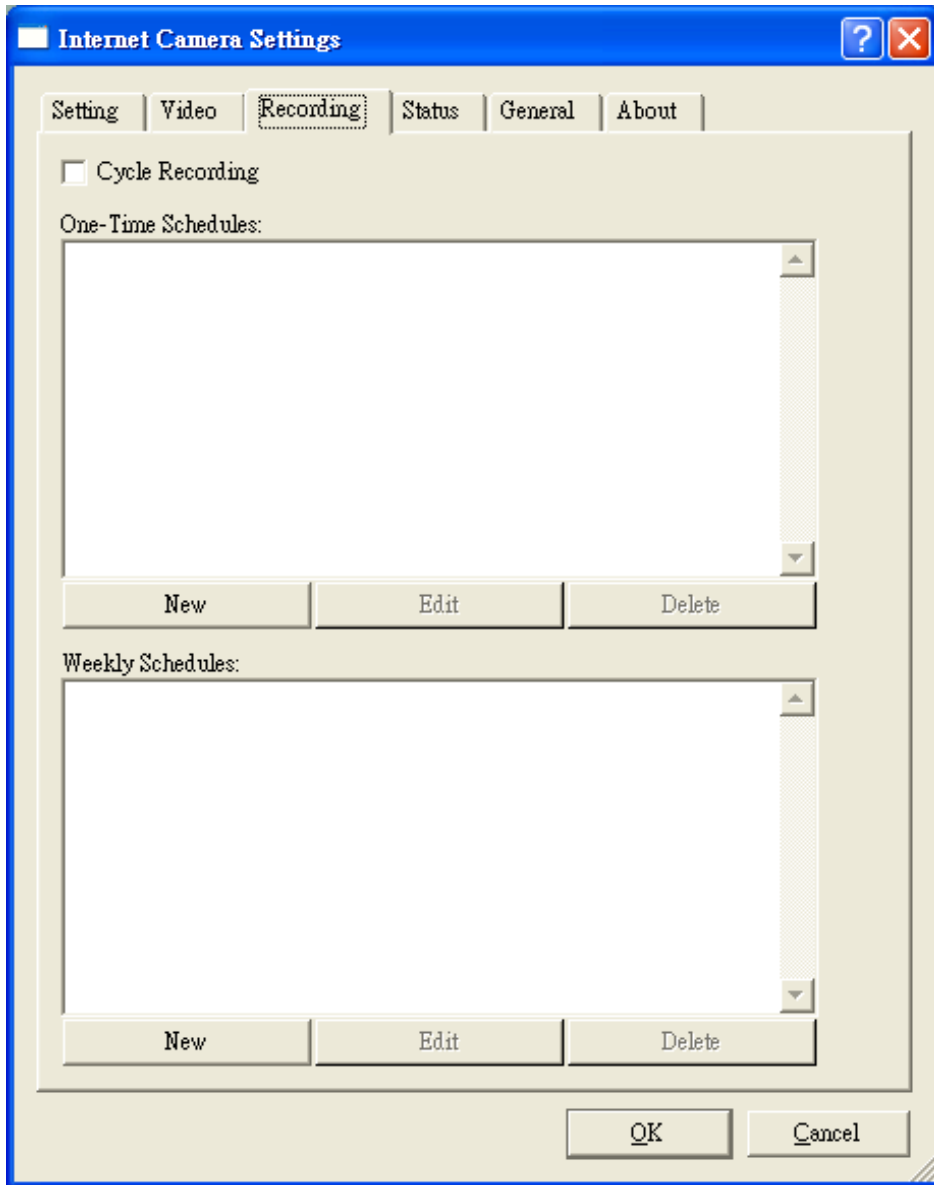 Internet Camera Settings
Setting Video Recording Status General About
Cycle Recording
One-Time Schedules:
New Edit Delete
Weekly Schedules:
New Edit Delete
OK Cancel